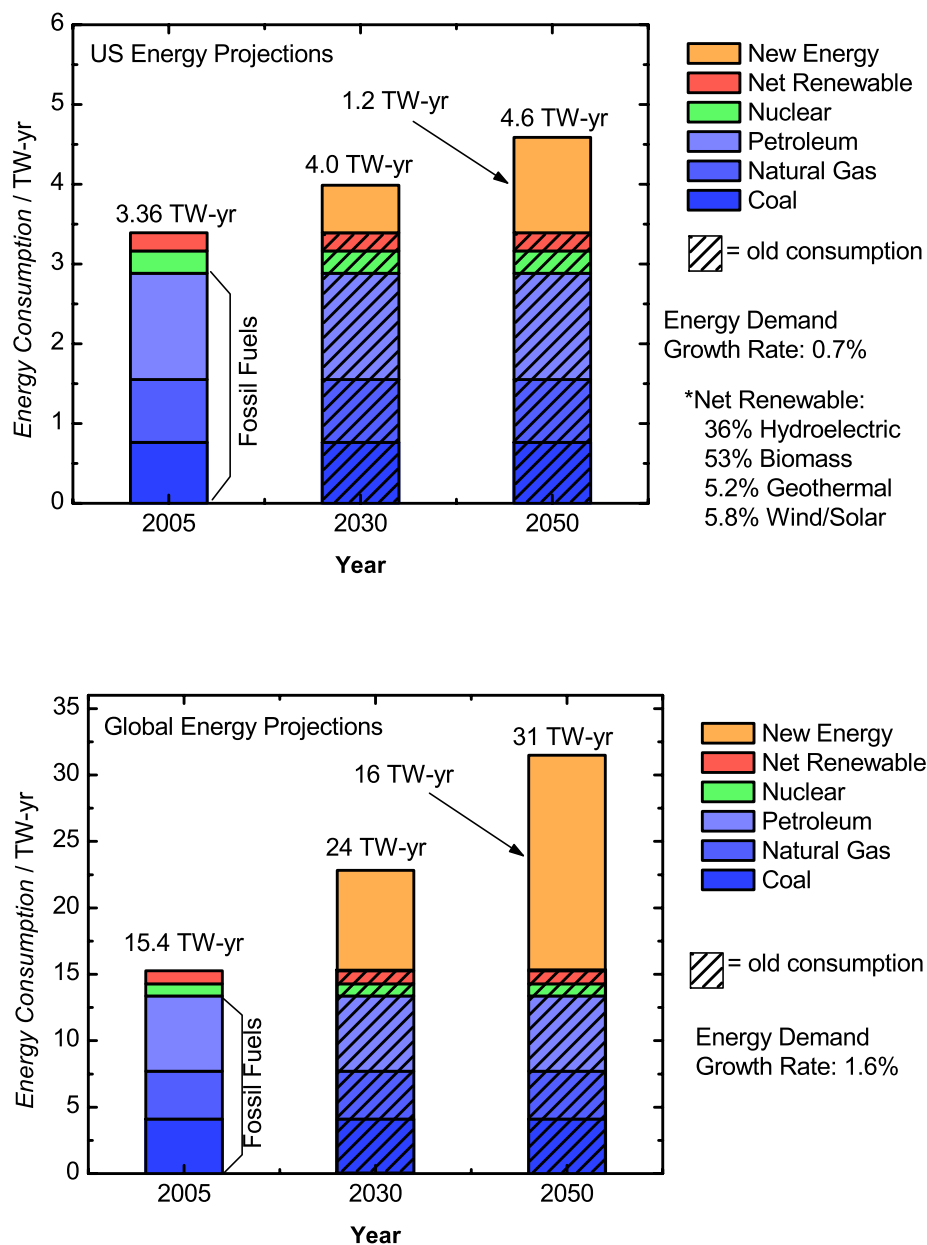 US Energy Projections
6
5
4
3
2
1
0
Energy Consumption / TW-yr
3.36 TW-yr
4.0 TW-yr
1.2 TW-yr
4.6 TW-yr
Fossil Fuels
2005
2030
2050
Year
New Energy
Net Renewable
Nuclear
Petroleum
Natural Gas
Coal
= old consumption
Energy Demand
Growth Rate: 0.7%
*Net Renewable:
36% Hydroelectric
53% Biomass
5.2% Geothermal
5.8% Wind/Solar
Global Energy Projections
35
30
25
20
15
10
5
0
Energy Consumption / TW-yr
15.4 TW-yr
24 TW-yr
16 TW-yr
31 TW-yr
Fossil Fuels
2005
2030
2050
Year
New Energy
Net Renewable
Nuclear
Petroleum
Natural Gas
Coal
= old consumption
Energy Demand
Growth Rate: 1.6%